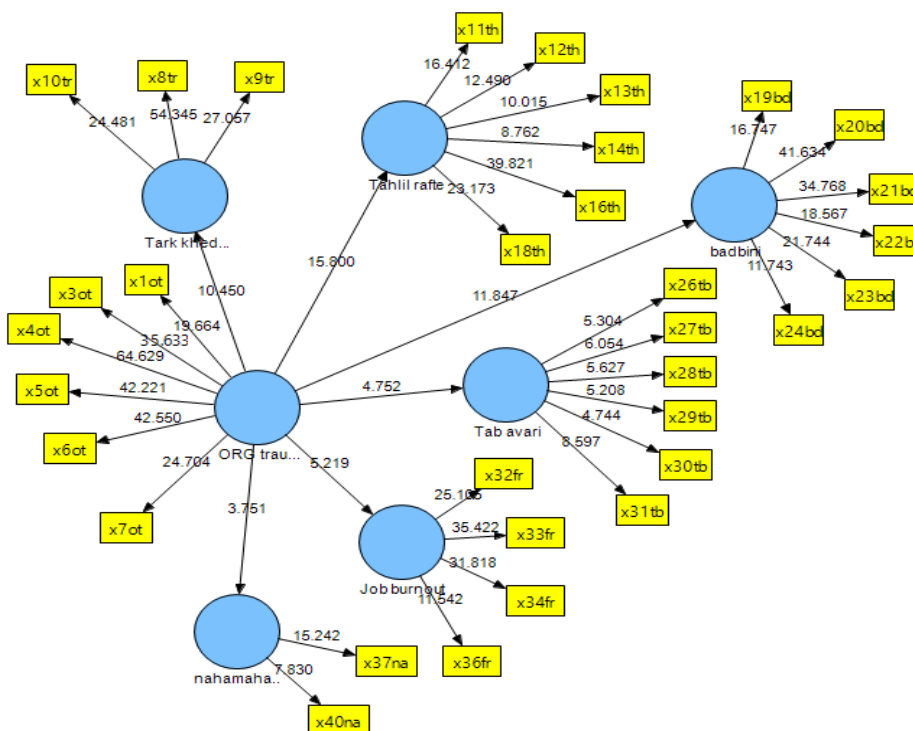 x11th
x12th
x13th
x14th
x16th
x18th
16.412
12.490
10.015
8.762
39.821
23.173
Tahlil rafte
x10tr
x8tr
x9tr
24.481
54.345
27.057
Tark khed...
x19bd
x20bd
x21bd
x22b
x23bd
x24bd
16.747
41.634
34.768
18.567
21.744
11.743
badbini
15.800
10.450
11.847
4.752
5.219
3.751
x1ot
x3ot
x4ot
x5ot
x6ot
x7ot
19.664
35.633
64.629
42.221
42.550
24.704
ORG trau...
x26tb
x27tb
x28tb
x29tb
x30tb
x31tb
5.304
6.054
5.627
5.208
4.744
8.597
Tab avari
x32fr
x33fr
x34fr
x36fr
25.105
35.422
31.818
11.542
Job burnout
x37na
x40na
15.242
7.830
nahamaha..